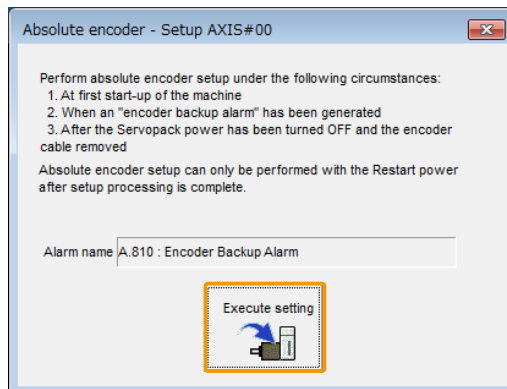 Absolute encoder - Setup AXIS#00
Perform absolute encoder setup under the following circumstances:
1. At first start-up of the machine
2. When an "encoder backup alarm" has been generated
3. After the Servopack power has been turned OFF and the encoder
cable removed
Absolute encoder setup can only be performed with the Restart power
after setup processing is complete.
Alarm name A.810 : Encoder Backup Alarm
Execute setting